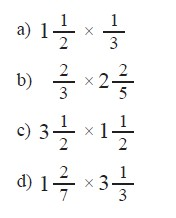 a) 1 1/2 × 1/3
b) 2/3 × 2 2/5
c) 3 1/2 × 1 1/2
d) 1 2/7 × 3 1/3